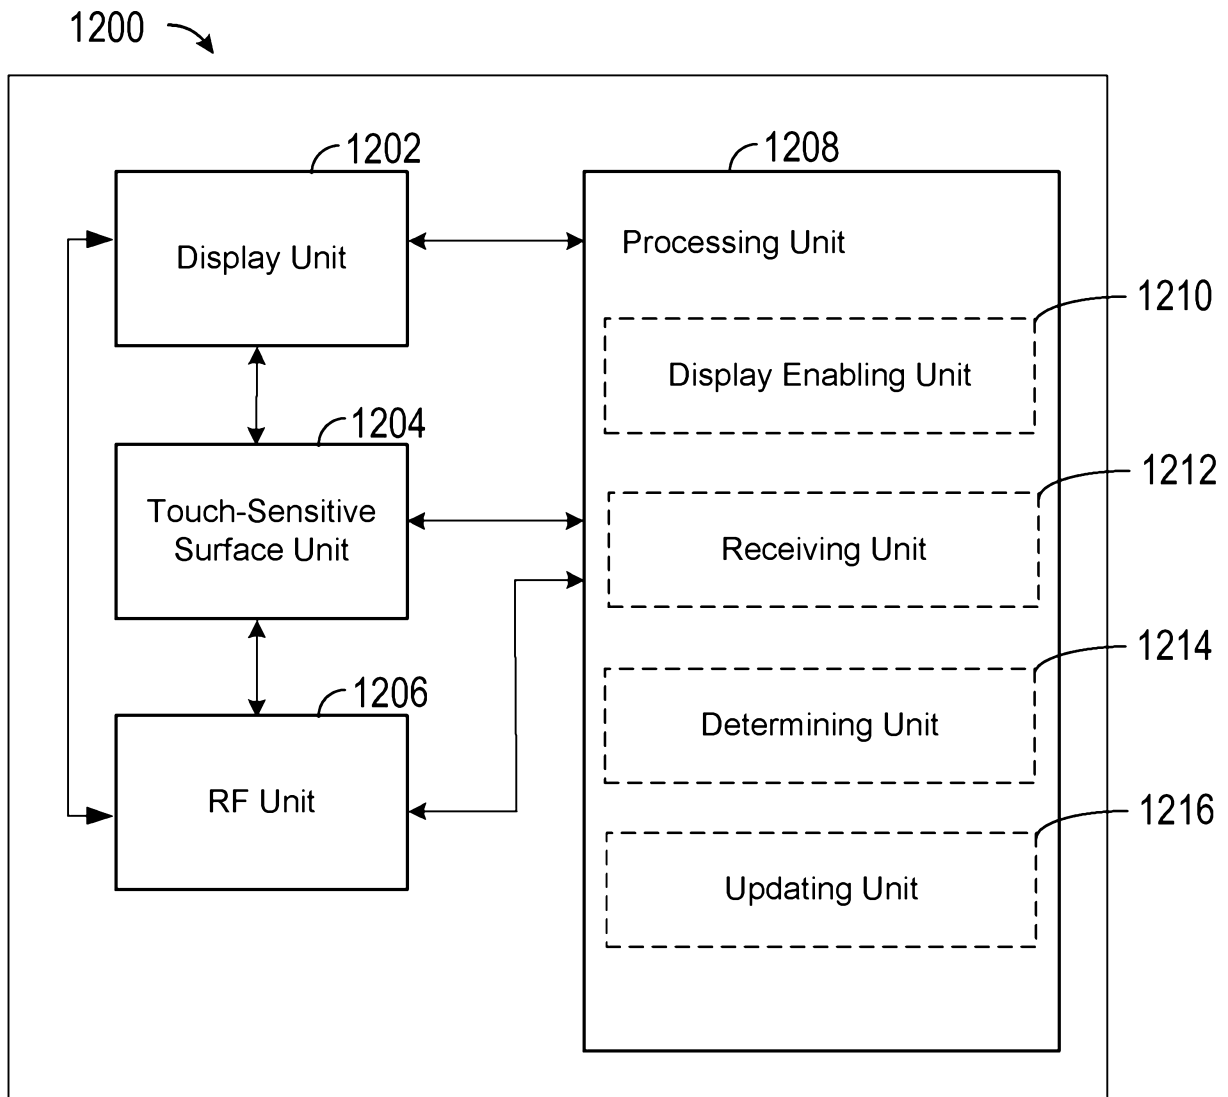 1200
1202
Display Unit
1204
Touch-Sensitive
Surface Unit
1206
RF Unit
1208
Processing Unit
1210
Display Enabling Unit
1212
Receiving Unit
1214
Determining Unit
1216
Updating Unit